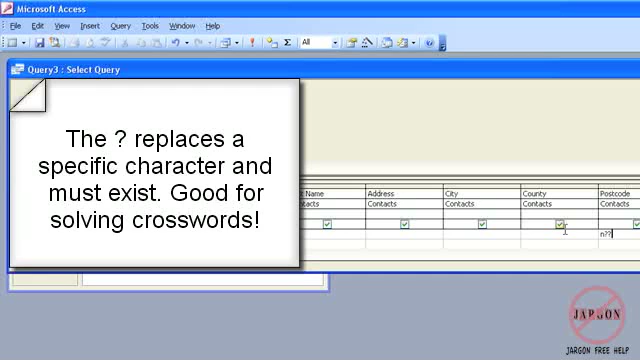 Microsoft Access
File Edit View Insert Query Tools Window Help
All
Query3 : Select Query
The ? replaces a
specific character and
must exist. Good for
solving crosswords!
Name Address City County Postcode
Contacts Contacts Contacts Contacts
n??
JARGON
JARGON FREE HELP